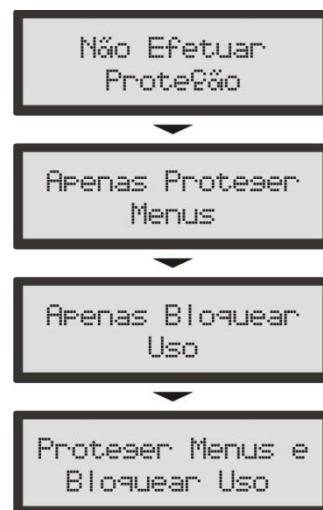 Não Efetuar
Proteção
Apenas Proteger
Menus
Apenas Bloquear
Uso
Proteger Menus e
Bloquear Uso